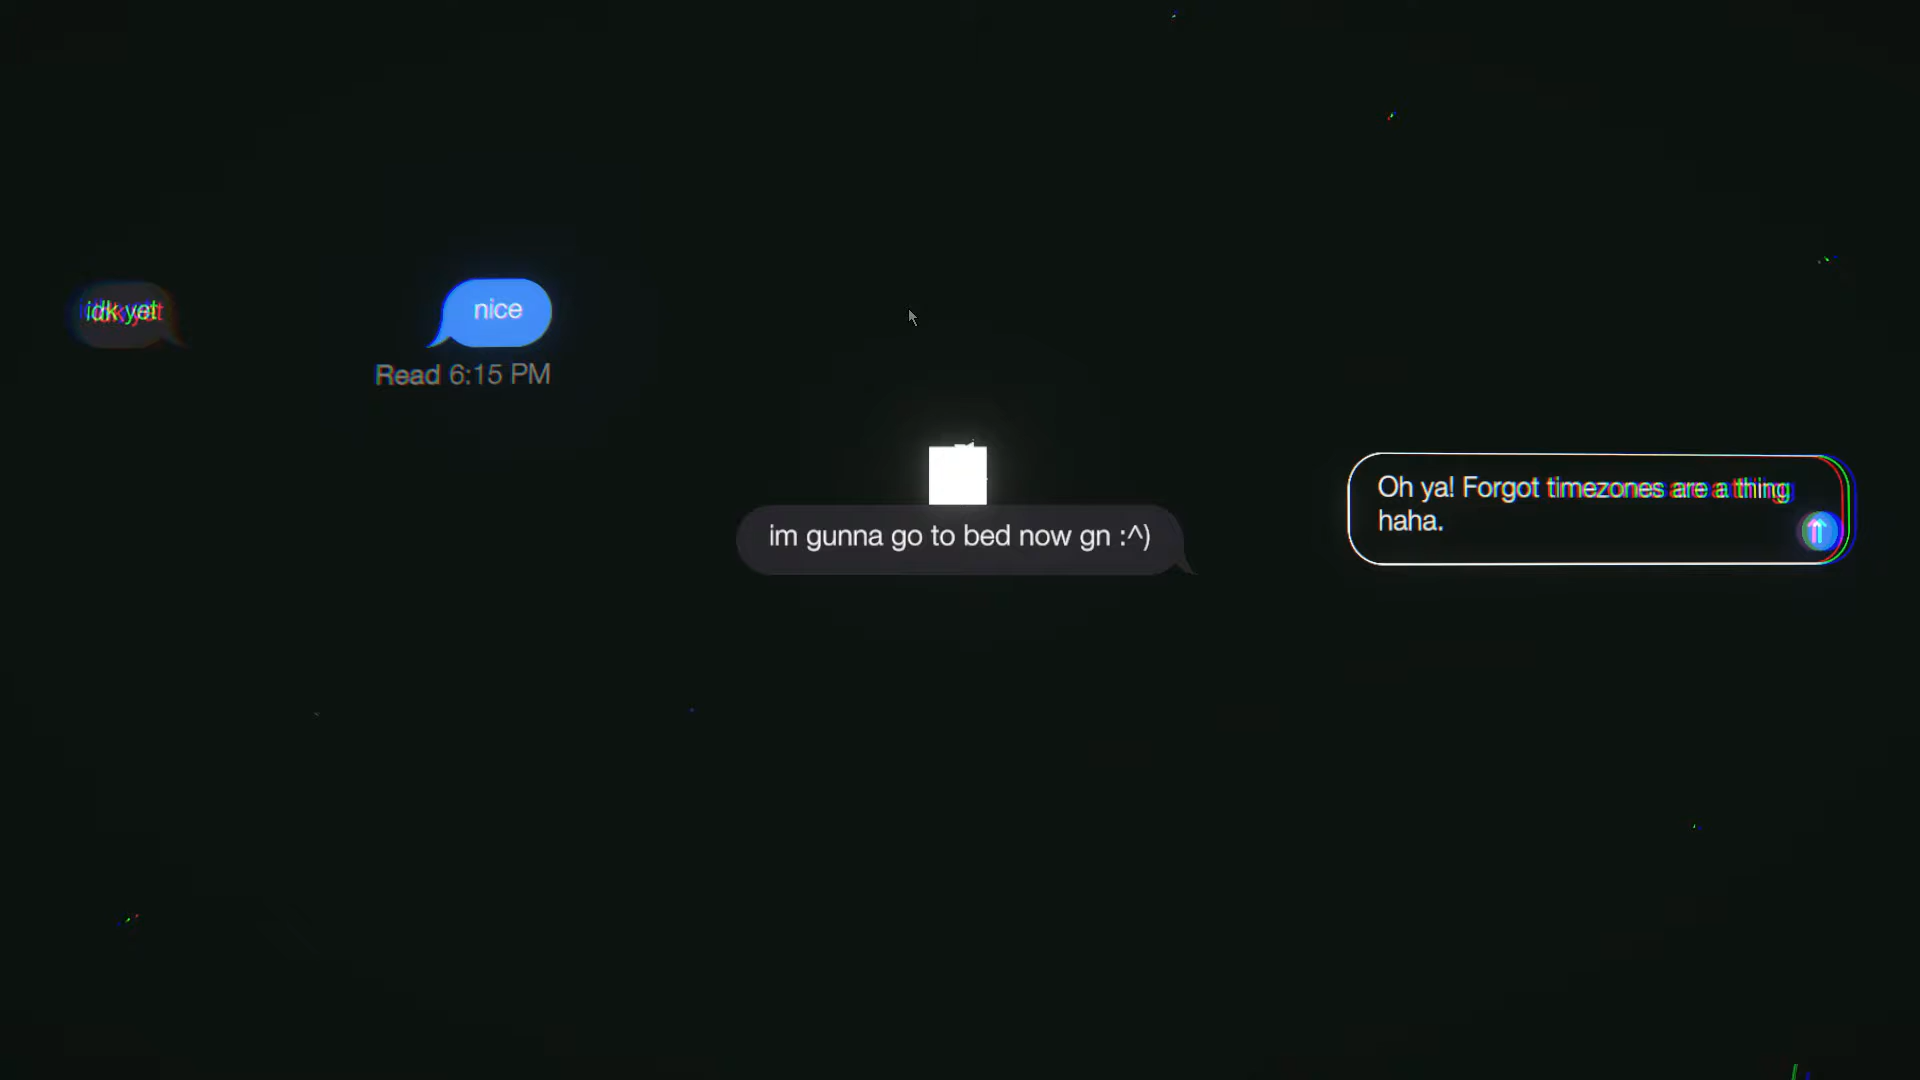 idk yet
nice
Read 6:15 PM
im gunna go to bed now gn :^)
Oh ya! Forgot timezones are a thing
haha.